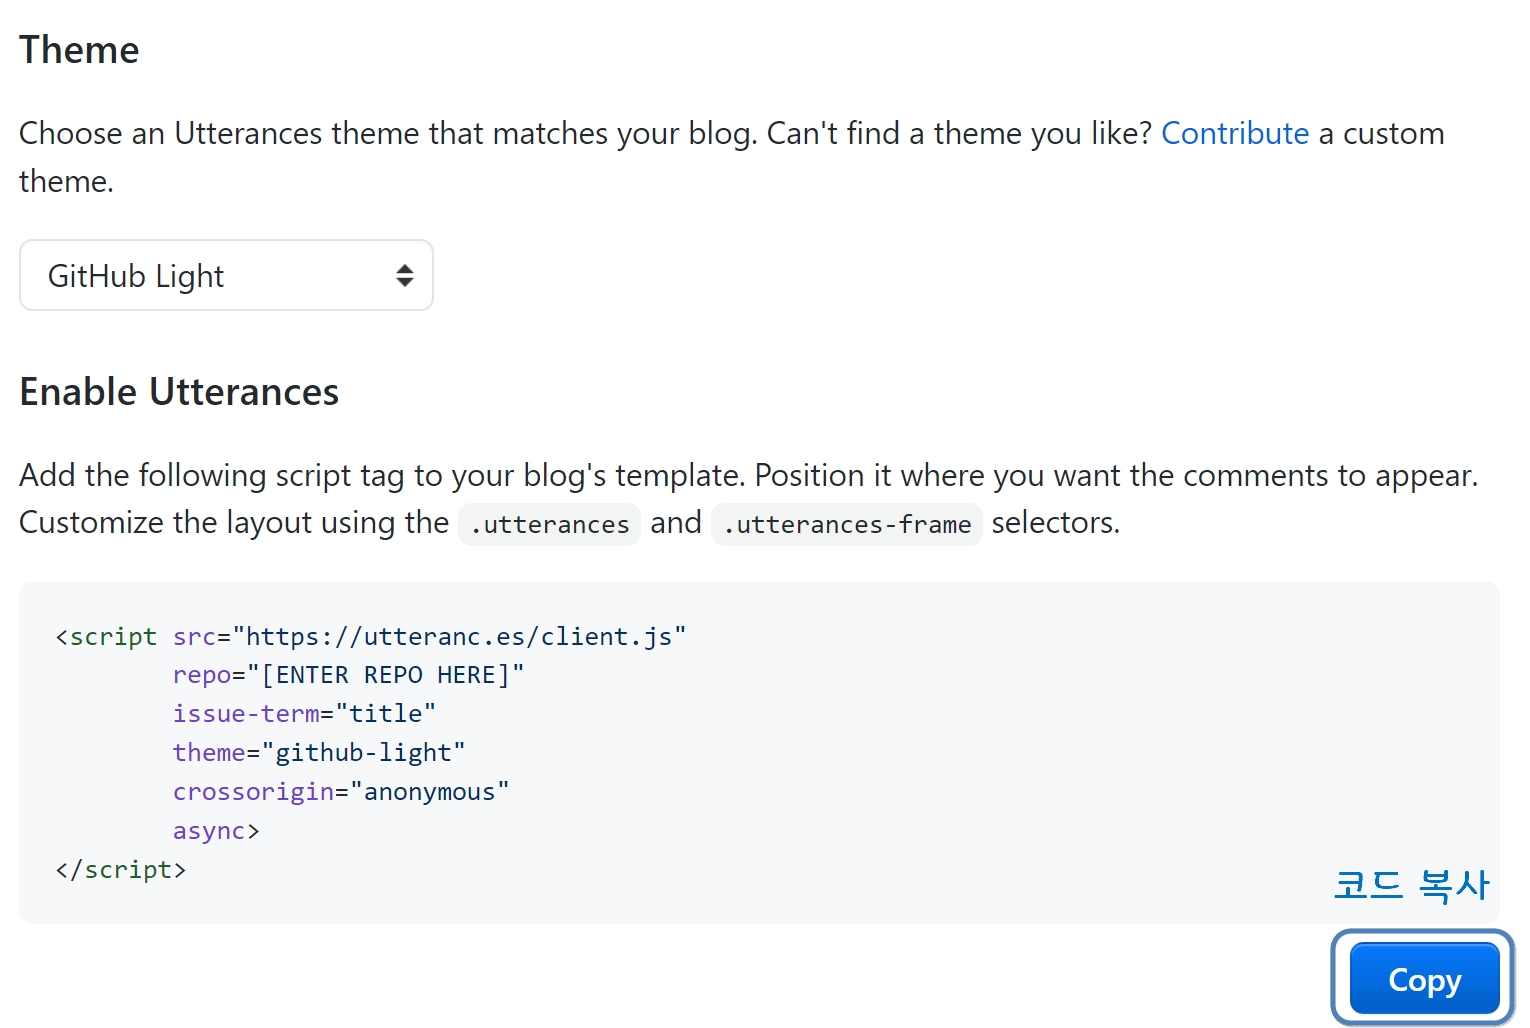 Theme
Choose an Utterances theme that matches your blog. Can't find a theme you like? Contribute a custom
theme.
GitHub Light
Enable Utterances
Add the following script tag to your blog's template. Position it where you want the comments to appear.
Customize the layout using the .utterances and .utterances-frame selectors.
<script src="https://utteranc.es/client.js"
        repo="[ENTER REPO HERE]"
        issue-term="title"
        theme="github-light"
        crossorigin="anonymous"
        async>
</script>
코드 복사
Copy